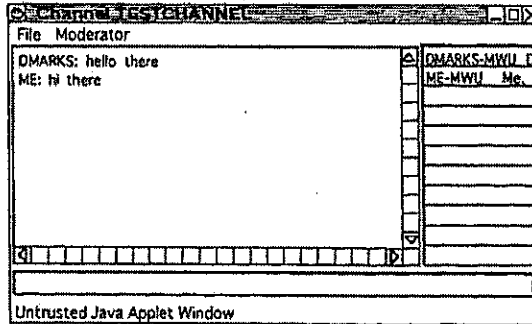 Channel TESTCHANNEL
File Moderator
DMARKS: hello there
ME: hi there
DMARKS-MWU D
ME-MWU Me,
Untrusted Java Applet Window